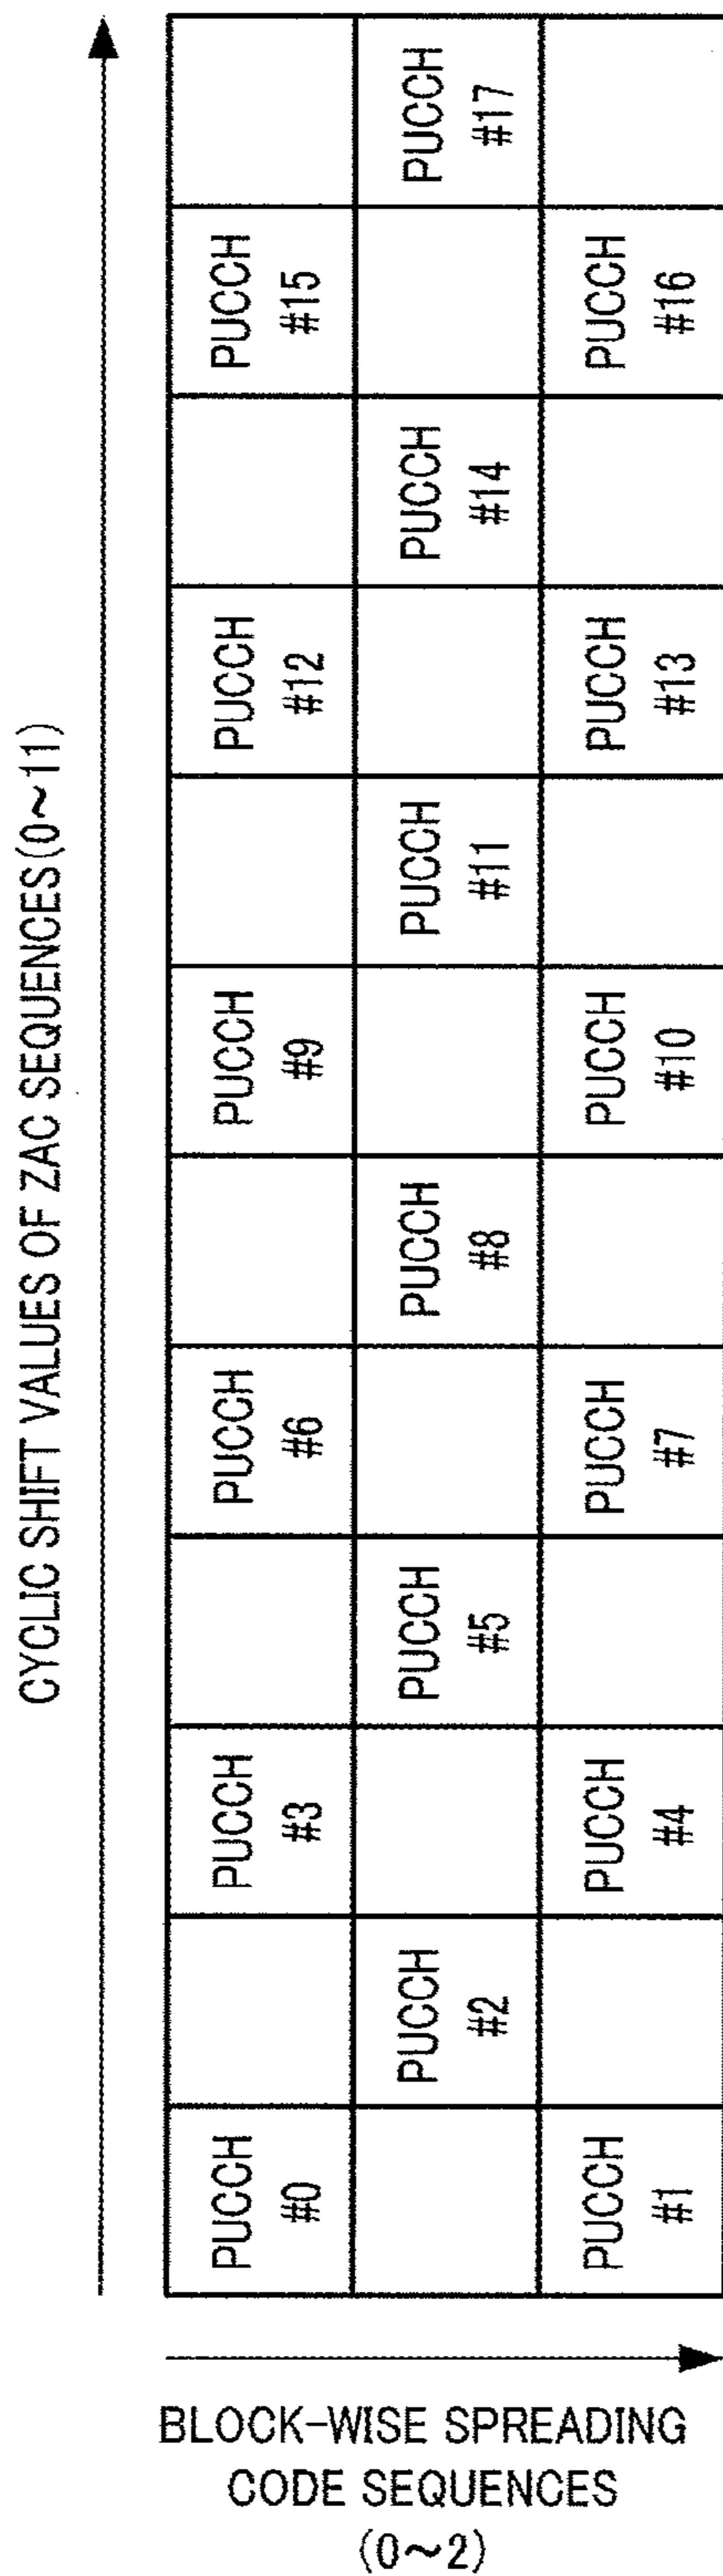 CYCLIC SHIFT VALUES OF ZAC SEQUENCES(0~11)
PUCCH
#0
PUCCH
#3
PUCCH
#6
PUCCH
#9
PUCCH
#12
PUCCH
#15
PUCCH
#2
PUCCH
#5
PUCCH
#8
PUCCH
#11
PUCCH
#14
PUCCH
#17
PUCCH
#1
PUCCH
#4
PUCCH
#7
PUCCH
#10
PUCCH
#13
PUCCH
#16
BLOCK-WISE SPREADING
CODE SEQUENCES
(0~2)